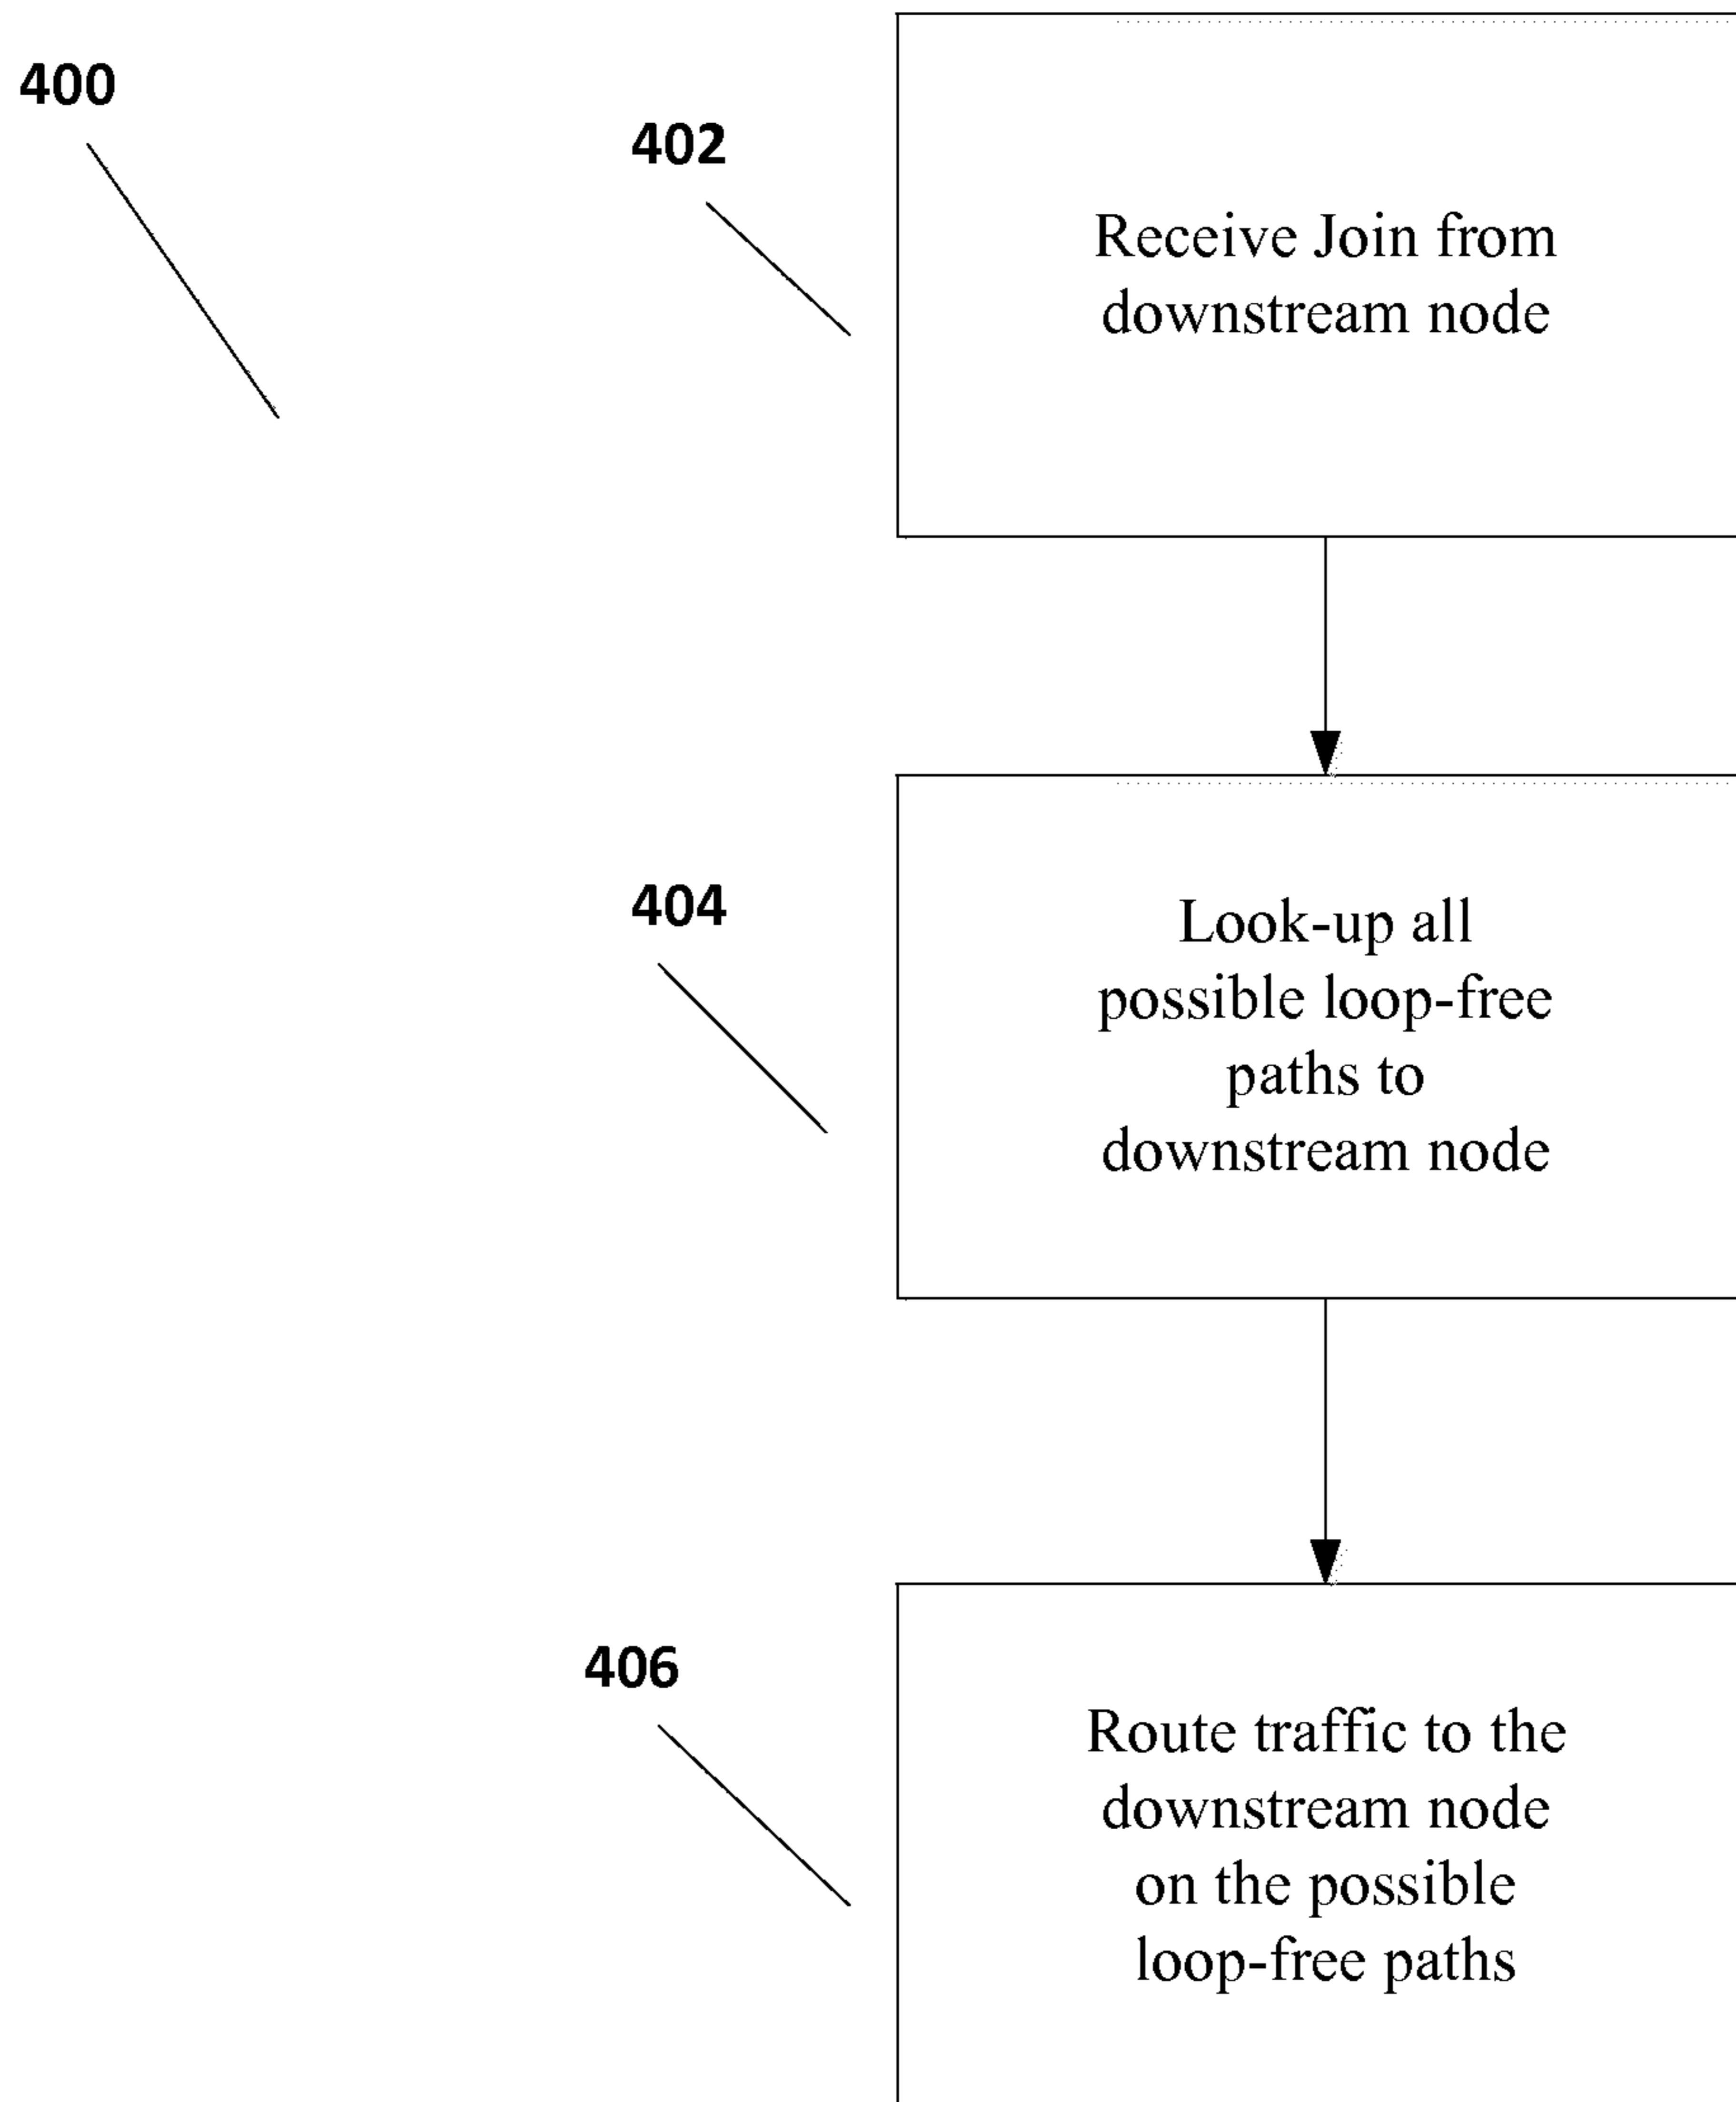 400
402
Receive Join from
downstream node
404
Look-up all
possible loop-free
paths to
downstream node
406
Route traffic to the
downstream node
on the possible
loop-free paths